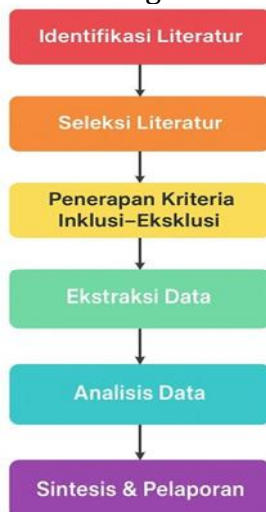 Identifikasi Literatur
Seleksi Literatur
Penerapan Kriteria
Inklusi–Eksklusi
Ekstraksi Data
Analisis Data
Sintesis & Pelaporan